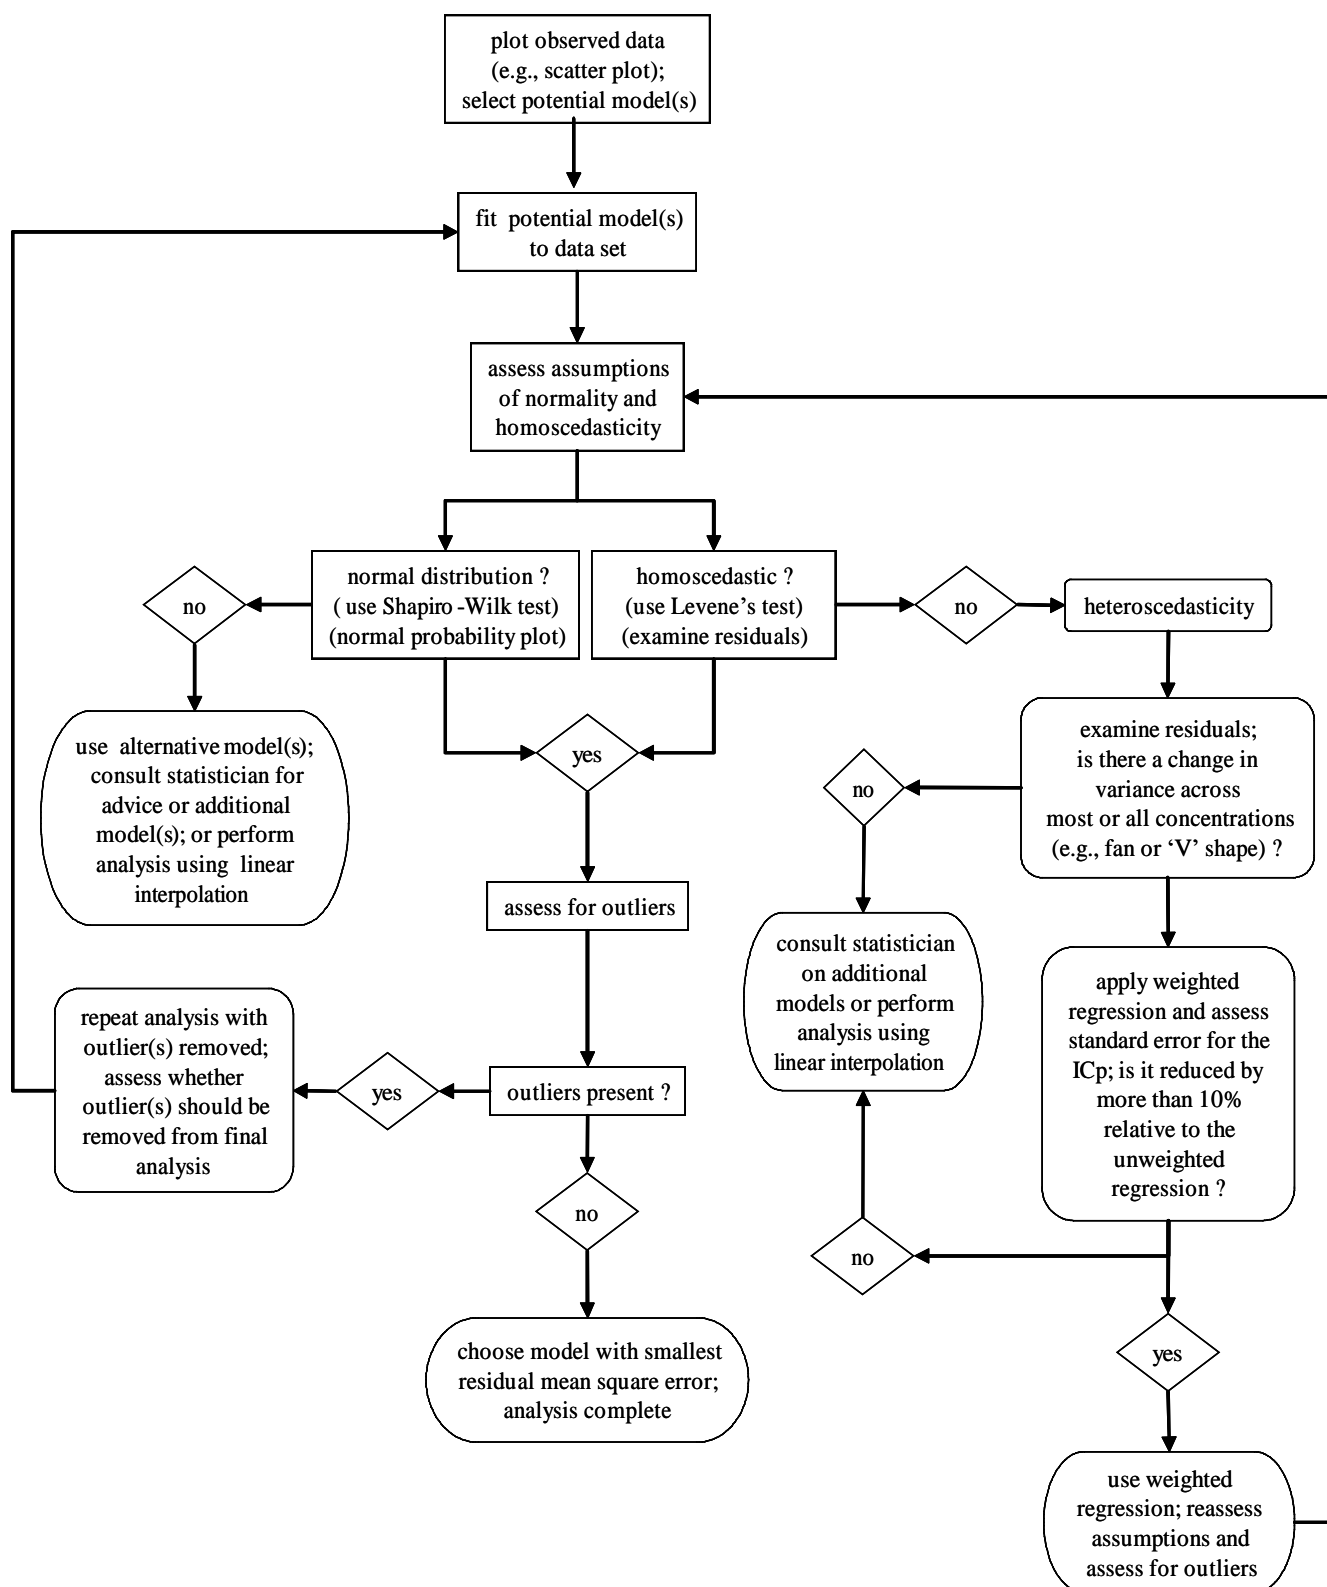 plot observed data
(e.g., scatter plot);
select potential model(s)
fit potential model(s)
to data set
assess assumptions
of normality and
homoscedasticity
normal distribution ?
( use Shapiro -Wilk test)
(normal probability plot)
homoscedastic ?
(use Levene's test)
(examine residuals)
no
no
heteroscedasticity
use alternative model(s);
consult statistician for
advice or additional
model(s); or perform
analysis using linear
interpolation
yes
no
examine residuals;
is there a change in
variance across
most or all concentrations
(e.g., fan or ‘V’ shape) ?
assess for outliers
consult statistician
on additional
models or perform
analysis using
linear interpolation
apply weighted
regression and assess
standard error for the
ICp; is it reduced by
more than 10%
relative to the
unweighted
regression ?
repeat analysis with
outlier(s) removed;
assess whether
outlier(s) should be
removed from final
analysis
yes
outliers present ?
no
no
yes
choose model with smallest
residual mean square error;
analysis complete
use weighted
regression; reassess
assumptions and
assess for outliers